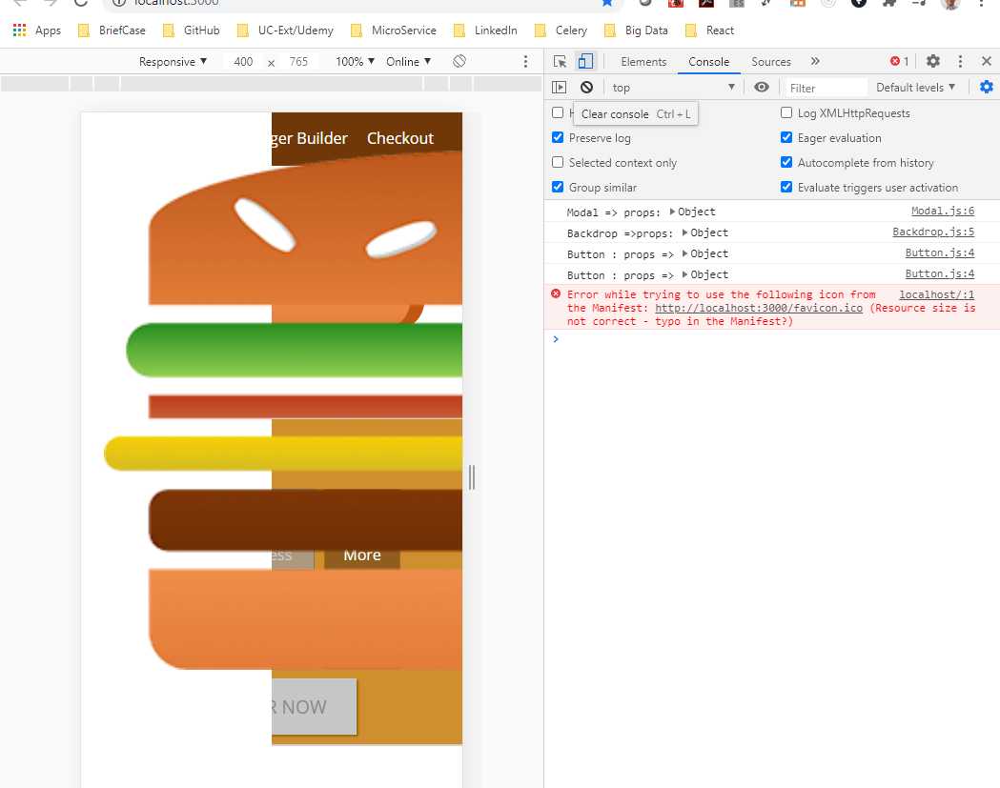 localhost:3000
Apps BriefCase GitHub UC-Ext/Udemy MicroService LinkedIn Celery Big Data React
Responsive ▼ 400 × 765 100% ▼ Online ▼
Elements Console Sources » 1
top ▼ Filter Default levels ▼
Clear console Ctrl+L
Log XMLHttpRequests
Preserve log Eager evaluation
Selected context only Autocomplete from history
Group similar Evaluate triggers user activation
ger Builder Checkout
Modal => props: ▶Object Modal.js:6
Backdrop =>props: ▶Object Backdrop.js:5
Button : props => ▶Object Button.js:4
Button : props => ▶Object Button.js:4
Error while trying to use the following icon from localhost/:1
the Manifest: http://localhost:3000/favicon.ico (Resource size is
not correct - typo in the Manifest?)
ess More
R NOW